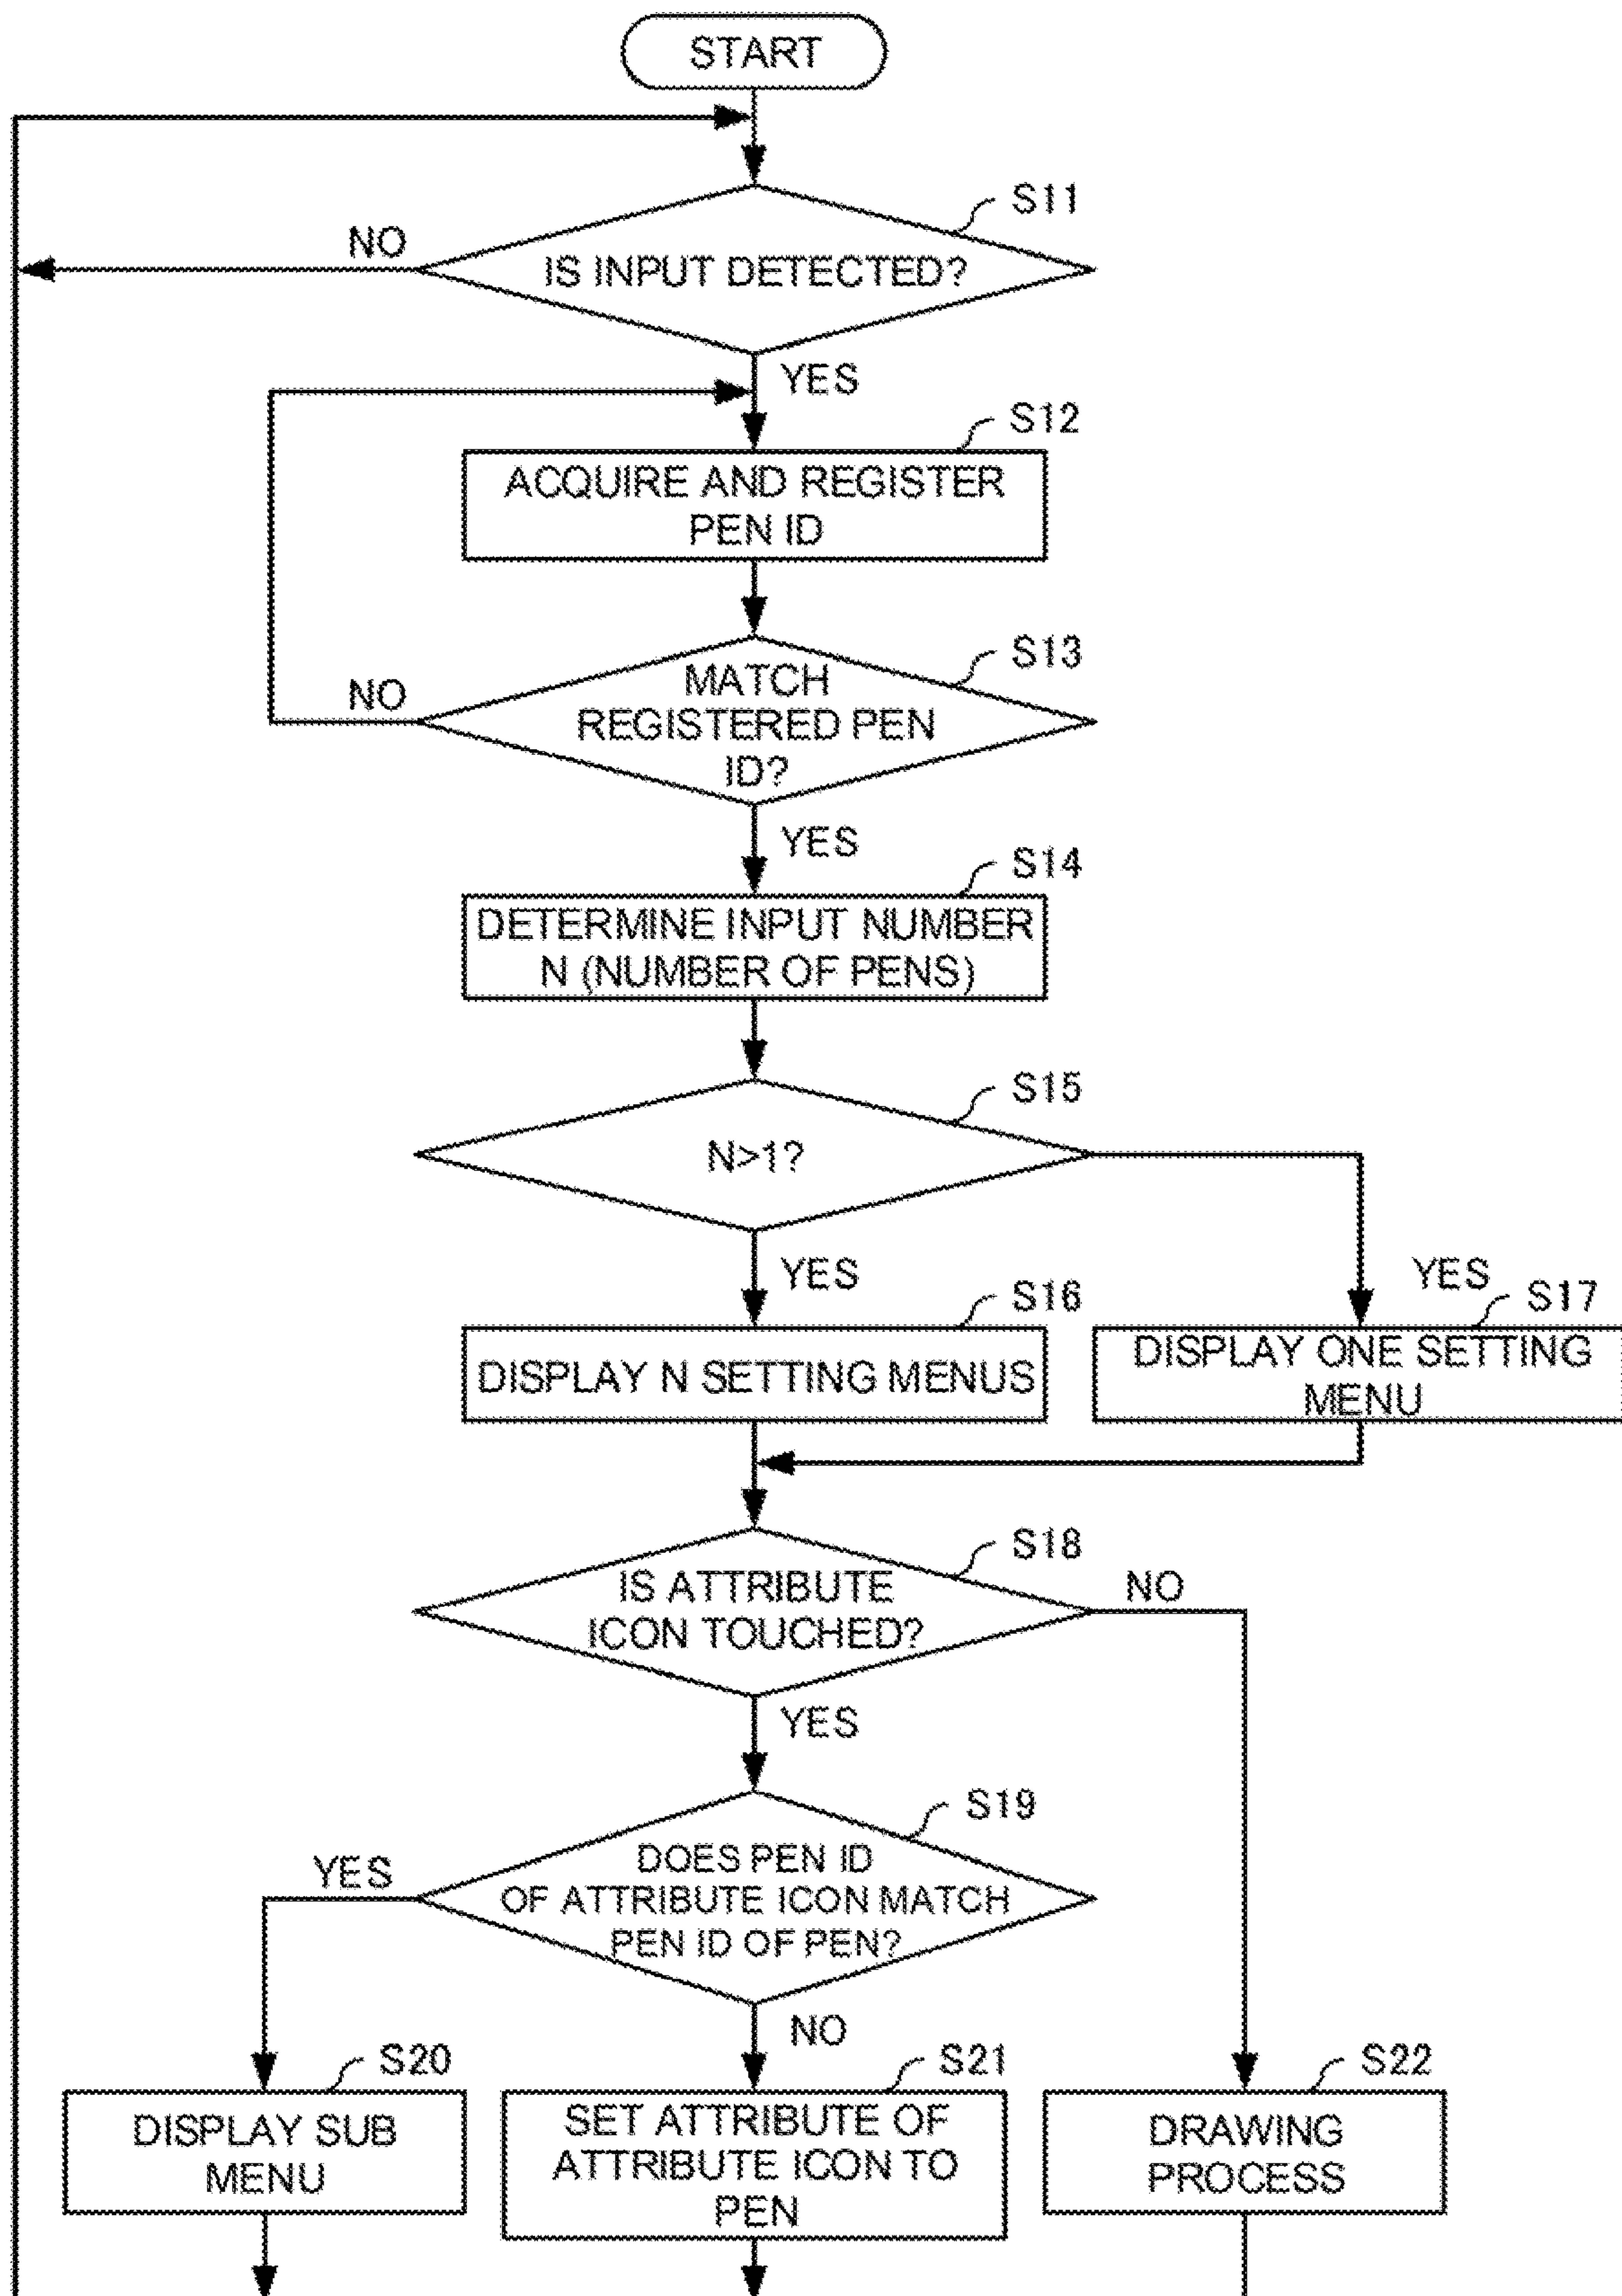 START
S11
NO
IS INPUT DETECTED?
YES
S12
ACQUIRE AND REGISTER
PEN ID
S13
NO
MATCH
REGISTERED PEN
ID?
YES
S14
DETERMINE INPUT NUMBER
N (NUMBER OF PENS)
S15
N>1?
YES
YES
S16
S17
DISPLAY N SETTING MENUS
DISPLAY ONE SETTING
MENU
S18
IS ATTRIBUTE
ICON TOUCHED?
NO
YES
S19
YES
DOES PEN ID
OF ATTRIBUTE ICON MATCH
PEN ID OF PEN?
NO
S20
S21
S22
DISPLAY SUB
MENU
SET ATTRIBUTE OF
ATTRIBUTE ICON TO
PEN
DRAWING
PROCESS